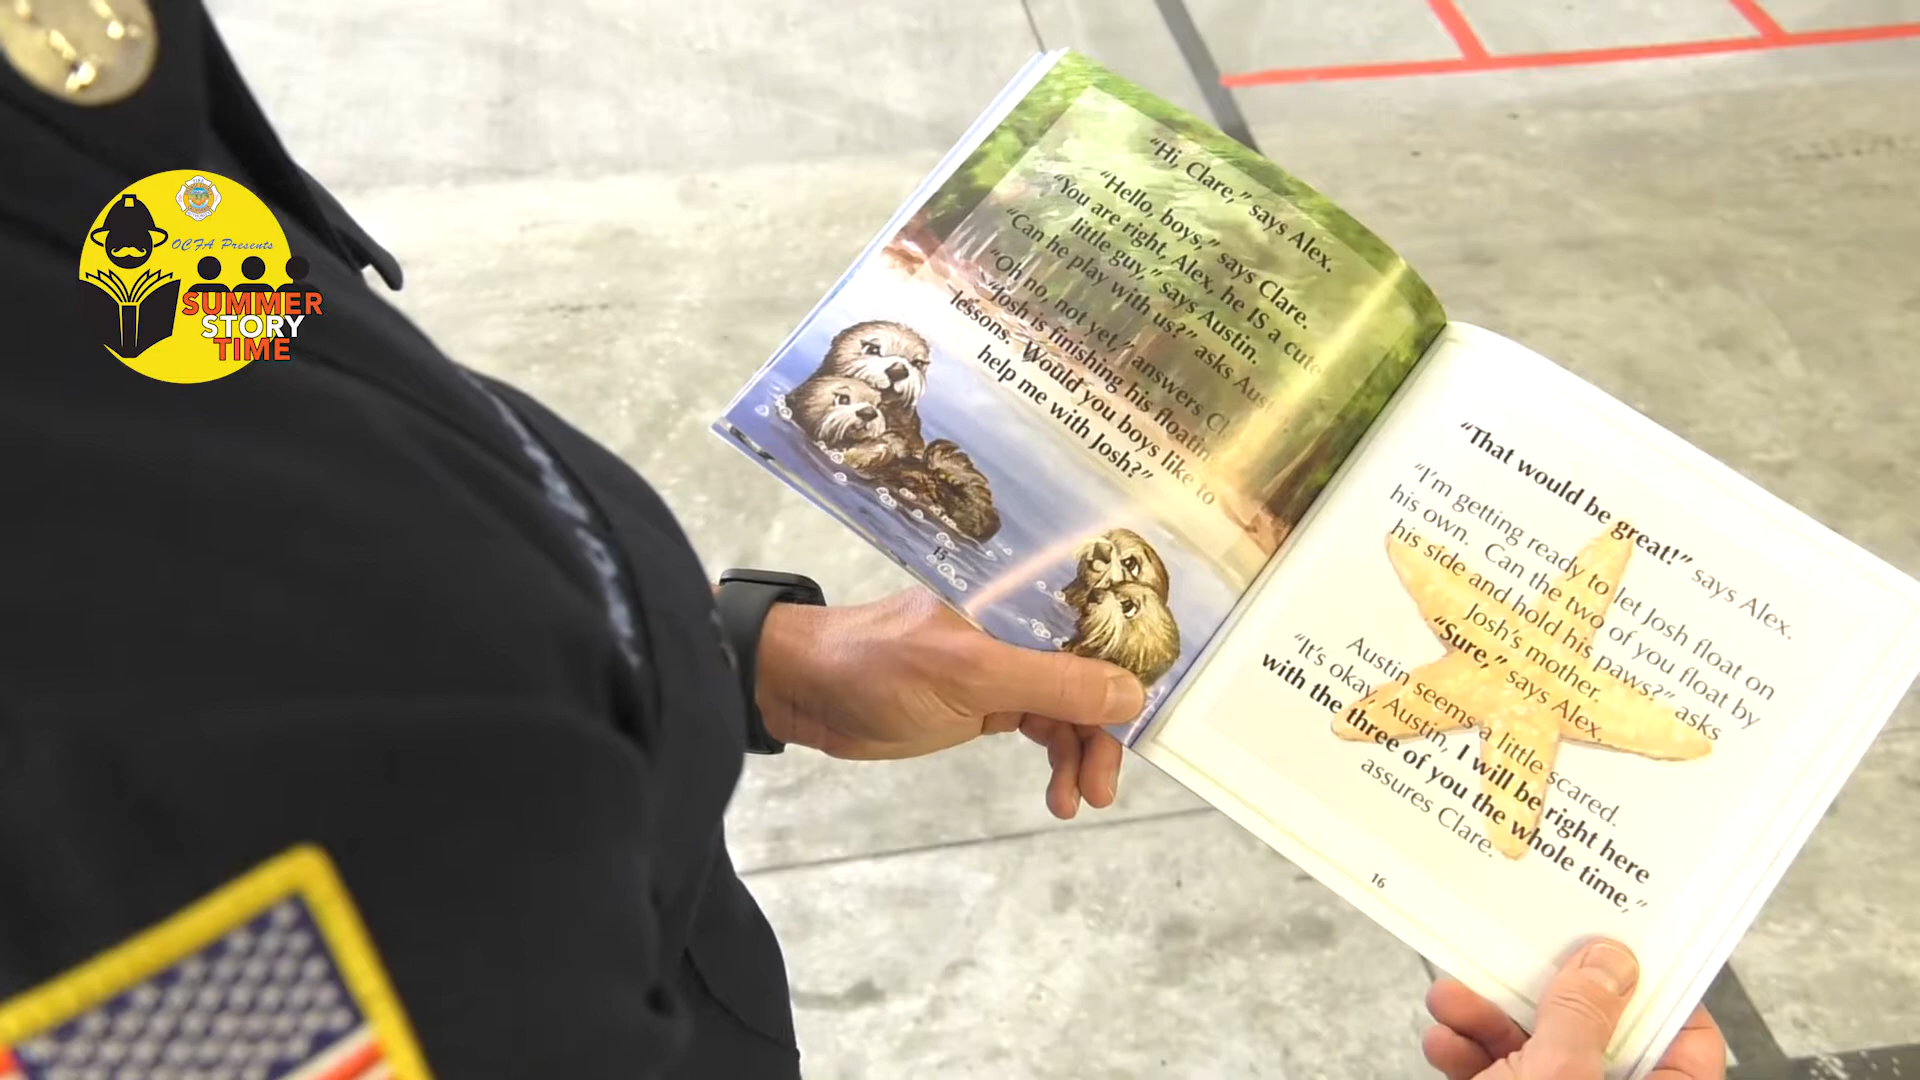 OCFA Presents
SUMMER
STORY
TIME
"Hi, Clare," says Alex.
"Hello, boys," says Clare.
"You are right, Alex, he IS a cute
little guy," says Austin.
"Can he play with us?" asks Aust
"Oh no, not yet," answers Cl
"Josh is finishing his floatin
lessons. Would you boys like to
help me with Josh?"
15
"That would be great!" says Alex.
"I'm getting ready to let Josh float on
his own. Can the two of you float by
his side and hold his paws?" asks
Josh's mother.
"Sure," says Alex.
Austin seems a little scared.
"It's okay, Austin, I will be right here
with the three of you the whole time,"
assures Clare.
16